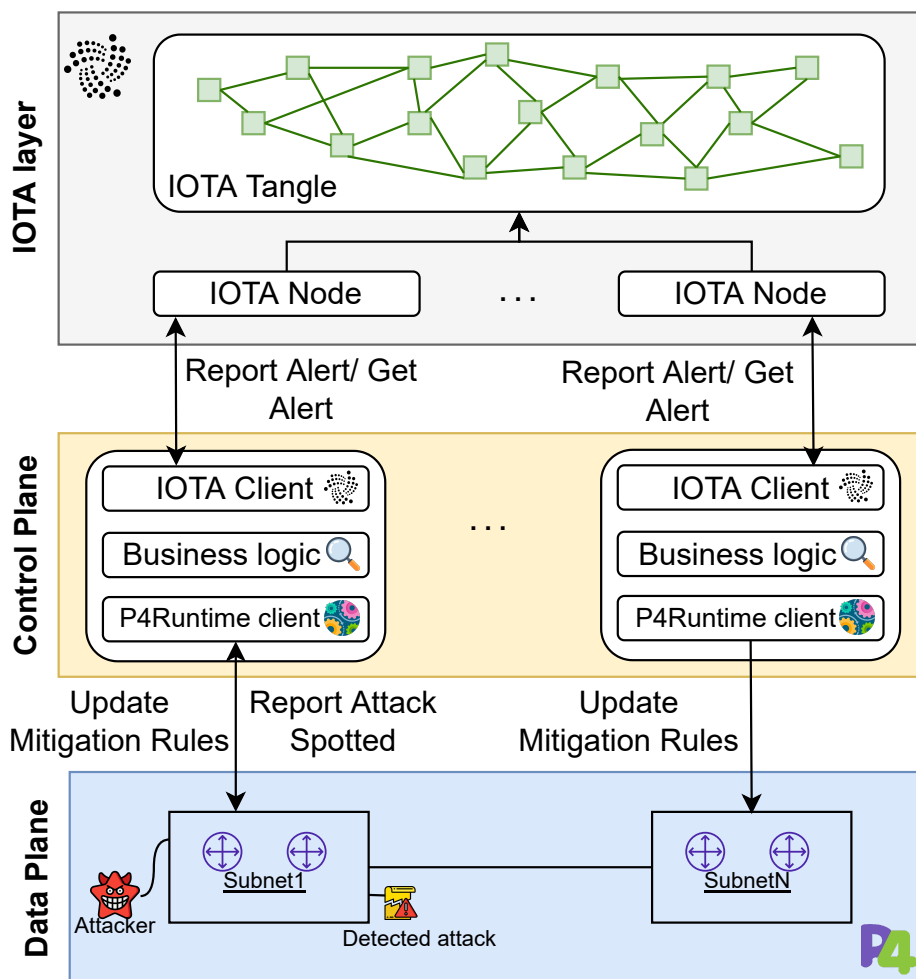 IOTA layer
IOTA Tangle
IOTA Node
. . .
IOTA Node
Report Alert/ Get
Alert
Report Alert/ Get
Alert
Control Plane
IOTA Client
Business logic
P4Runtime client
. . .
IOTA Client
Business logic
P4Runtime client
Update
Mitigation Rules
Report Attack
Spotted
Update
Mitigation Rules
Data Plane
Subnet1
SubnetN
Attacker
Detected attack
P4